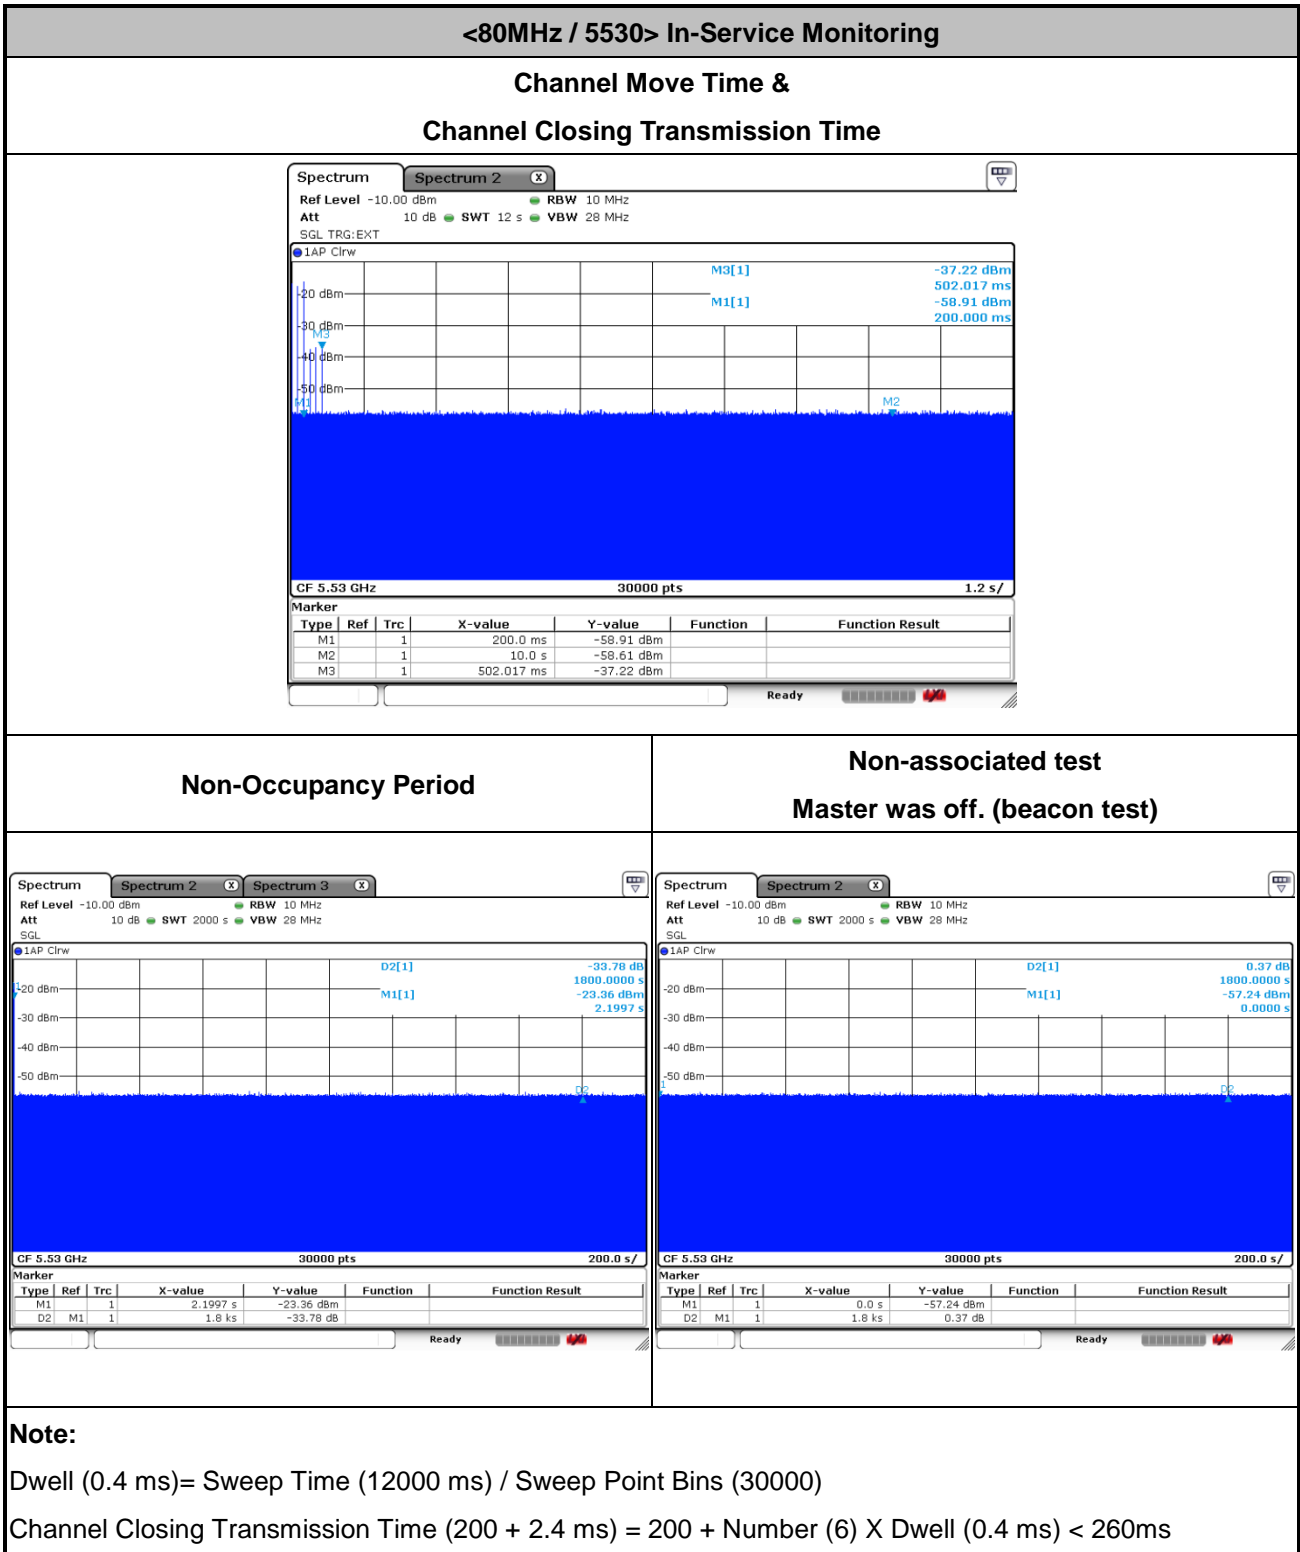 <80MHz / 5530> In-Service Monitoring
Channel Move Time &
Channel Closing Transmission Time
Spectrum Spectrum 2 X
Ref Level -10.00 dBm RBW 10 MHz
Att 10 dB SWT 12 s VBW 28 MHz
SGL TRG:EXT
1AP Clrw
M3[1] -37.22 dBm
502.017 ms
-20 dBm
M1[1] -58.91 dBm
200.000 ms
-30 dBm
M3
-40 dBm
-50 dBm
M1 M2
CF 5.53 GHz 30000 pts 1.2 s/
Marker
Type Ref Trc X-value Y-value Function Function Result
M1 1 200.0 ms -58.91 dBm
M2 1 10.0 s -58.61 dBm
M3 1 502.017 ms -37.22 dBm
Ready
Non-Occupancy Period
Non-associated test
Master was off. (beacon test)
Spectrum Spectrum 2 X Spectrum 3 X
Ref Level -10.00 dBm RBW 10 MHz
Att 10 dB SWT 2000 s VBW 28 MHz
SGL
1AP Clrw
D2[1] -33.78 dB
1800.0000 s
-20 dBm
M1[1] -23.36 dBm
2.1997 s
-30 dBm
-40 dBm
-50 dBm
D2
CF 5.53 GHz 30000 pts 200.0 s/
Marker
Type Ref Trc X-value Y-value Function Function Result
M1 1 2.1997 s -23.36 dBm
D2 M1 1 1.8 ks -33.78 dB
Ready
Spectrum Spectrum 2 X
Ref Level -10.00 dBm RBW 10 MHz
Att 10 dB SWT 2000 s VBW 28 MHz
SGL
1AP Clrw
D2[1] 0.37 dB
1800.0000 s
-20 dBm
M1[1] -57.24 dBm
0.0000 s
-30 dBm
-40 dBm
-50 dBm
1 D2
CF 5.53 GHz 30000 pts 200.0 s/
Marker
Type Ref Trc X-value Y-value Function Function Result
M1 1 0.0 s -57.24 dBm
D2 M1 1 1.8 ks 0.37 dB
Ready
Note:
Dwell (0.4 ms)= Sweep Time (12000 ms) / Sweep Point Bins (30000)
Channel Closing Transmission Time (200 + 2.4 ms) = 200 + Number (6) X Dwell (0.4 ms) < 260ms